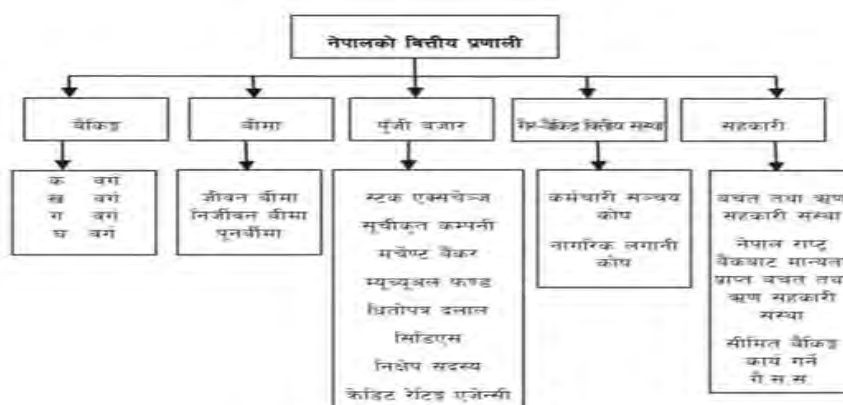 नेपालको वित्तीय प्रणाली
बैंकिङ्ग
बीमा
पुँजी बजार
गैर-बैंकिङ्ग वित्तीय संस्था
सहकारी
क वर्ग
ख वर्ग
ग वर्ग
घ वर्ग
जीवन बीमा
निर्जीवन बीमा
पूनर्बीमा
स्टक एक्सचेञ्ज
सूचीकृत कम्पनी
मर्चेण्ट बैंकर
म्यूच्यूअल फण्ड
धितोपत्र दलाल
सिडिएस
निक्षेप सदस्य
क्रेडिट रेटिङ्ग एजेन्सी
कर्मचारी सञ्चय
कोष
नागरिक लगानी
कोष
बचत तथा ऋण
सहकारी संस्था
नेपाल राष्ट्र
बैंकबाट मान्यता
प्राप्त बचत तथा
ऋण सहकारी
संस्था
सीमित बैंकिङ्ग
कार्य गर्ने
गै.स.स.